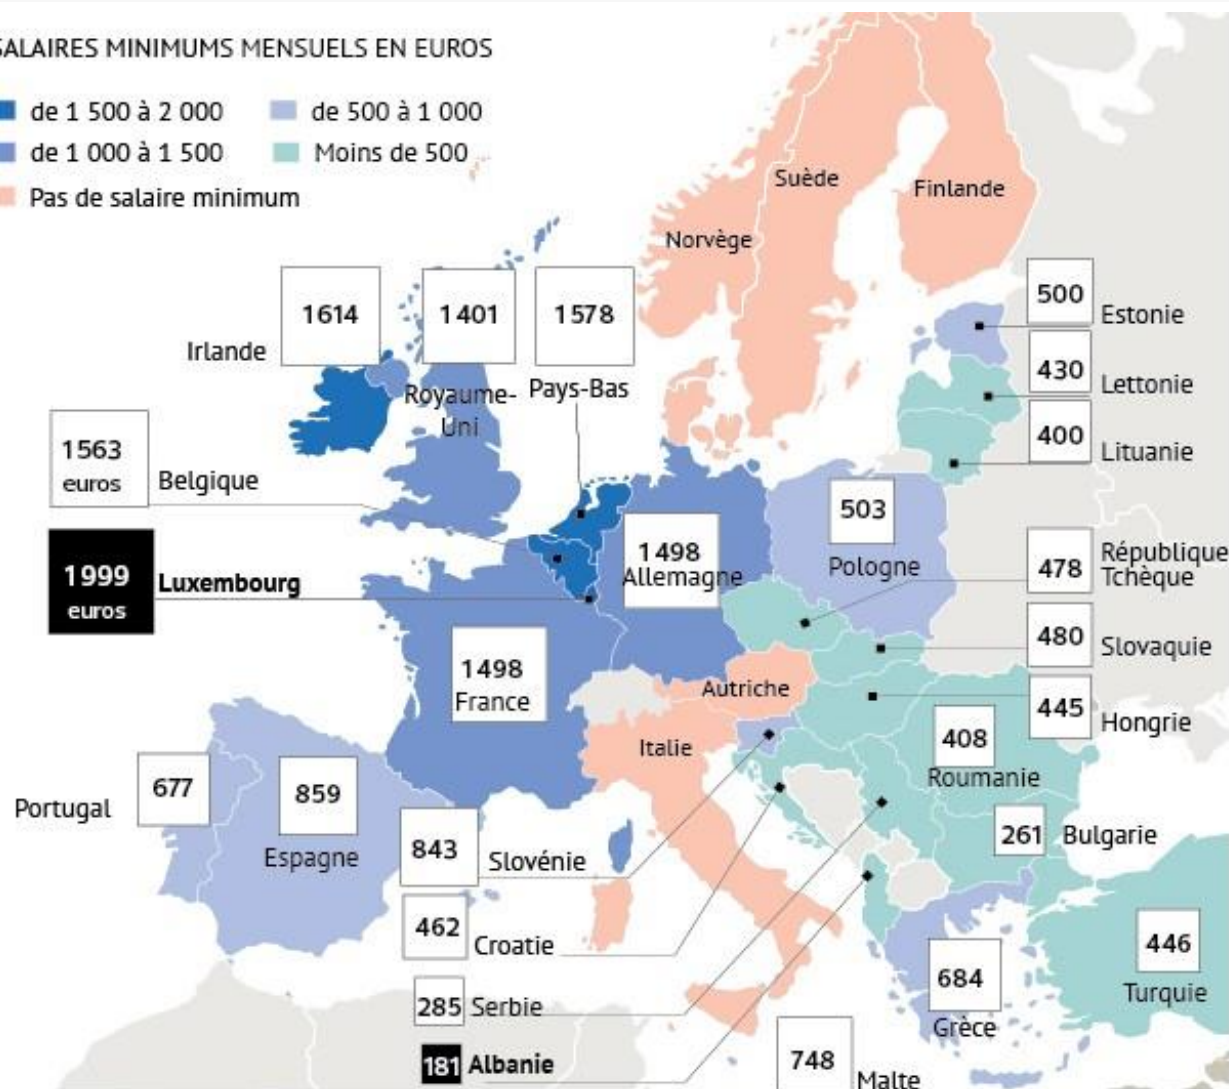 SALAIRES MINIMUMS MENSUELS EN EUROS
de 1 500 à 2 000
de 500 à 1 000
de 1 000 à 1 500
Moins de 500
Pas de salaire minimum
Suède
Finlande
Norvège
1614
Irlande
1401
Royaume-
Uni
1578
Pays-Bas
500
Estonie
430
Lettonie
400
Lituanie
1563
euros
Belgique
1999
euros
Luxembourg
1498
Allemagne
503
Pologne
478
République
Tchèque
480
Slovaquie
445
Hongrie
1498
France
Autriche
Italie
408
Roumanie
261
Bulgarie
677
Portugal
859
Espagne
843
Slovénie
462
Croatie
285
Serbie
181
Albanie
684
Grèce
446
Turquie
748
Malte